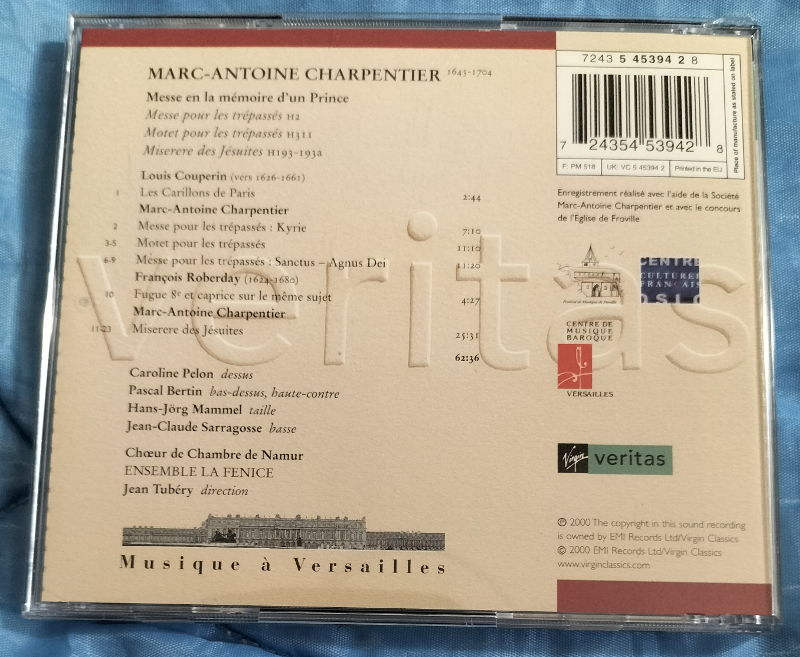 MARC-ANTOINE CHARPENTIER 1643-1704
Messe en la mémoire d'un Prince
Messe pour les trépassés H2
Motet pour les trépassés H311
Miserere des Jésuites H193-193a
Louis Couperin (vers 1626-1661)
1 Les Carillons de Paris 2:44
Marc-Antoine Charpentier
2 Messe pour les trépassés : Kyrie 7:10
3-5 Motet pour les trépassés 11:10
6-9 Messe pour les trépassés : Sanctus – Agnus Dei 11:20
François Roberday (1624-1680)
10 Fugue 8e et caprice sur le même sujet 4:27
Marc-Antoine Charpentier
11-23 Miserere des Jésuites 25:31
62:36
Caroline Pelon dessus
Pascal Bertin bas-dessus, haute-contre
Hans-Jörg Mammel taille
Jean-Claude Sarragosse basse
Chœur de Chambre de Namur
ENSEMBLE LA FENICE
Jean Tubéry direction
Musique à Versailles
veritas
7243 5 45394 2 8
7 24354 53942 8
F: PM 518 UK: VC 5 45394 2 Printed in the EU
Place of manufacture as stated on label
Enregistrement réalisé avec l'aide de la Société
Marc-Antoine Charpentier et avec le concours
de l'Eglise de Froville
Festival de Musique de Froville
CENTRE
CULTUREL
FRANÇAIS
OSLO
CENTRE DE
MUSIQUE
BAROQUE
VERSAILLES
Virgin veritas
℗ 2000 The copyright in this sound recording
is owned by EMI Records Ltd/Virgin Classics
© 2000 EMI Records Ltd/Virgin Classics
www.virginclassics.com